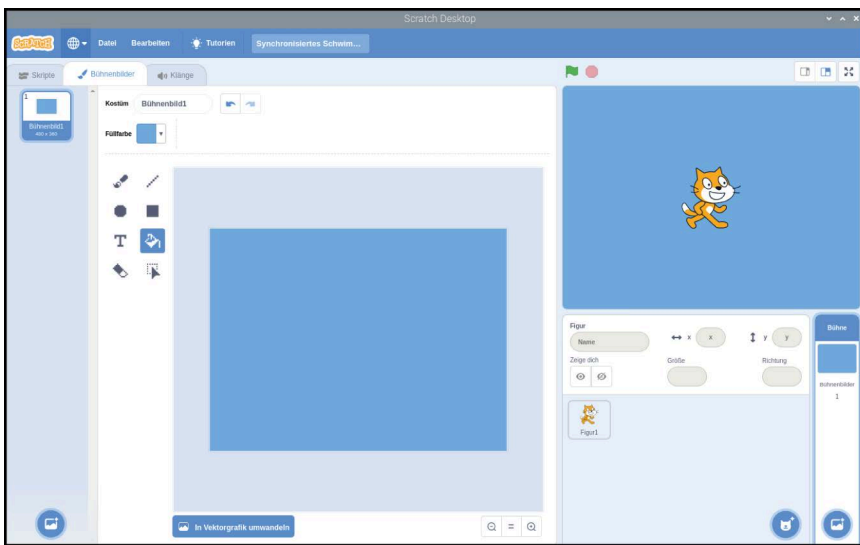 Scratch Desktop
SCRATCH Datei Bearbeiten Tutorien Synchronisiertes Schwim...
Skripte Bühnenbilder Klänge
1
Bühnenbild1
480 x 360
Kostüm Bühnenbild1
Füllfarbe
T
In Vektorgrafik umwandeln
Figur
Name x x y y
Zeige dich Größe Richtung
Figur1
Bühne
Bühnenbilder
1